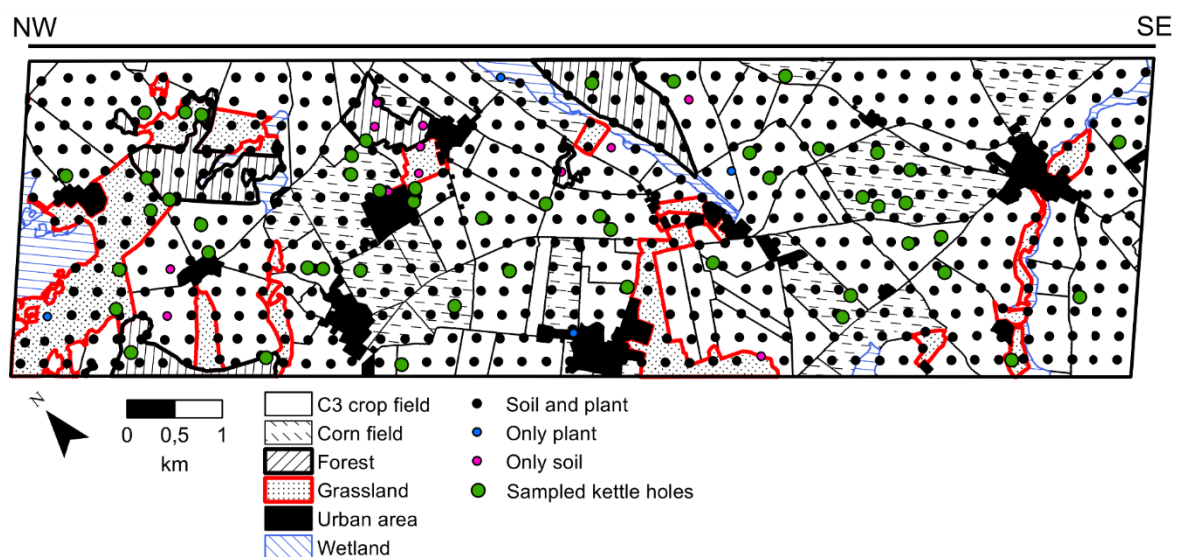 NW SE
N
0 0,5 1
km
C3 crop field
Corn field
Forest
Grassland
Urban area
Wetland
Soil and plant
Only plant
Only soil
Sampled kettle holes